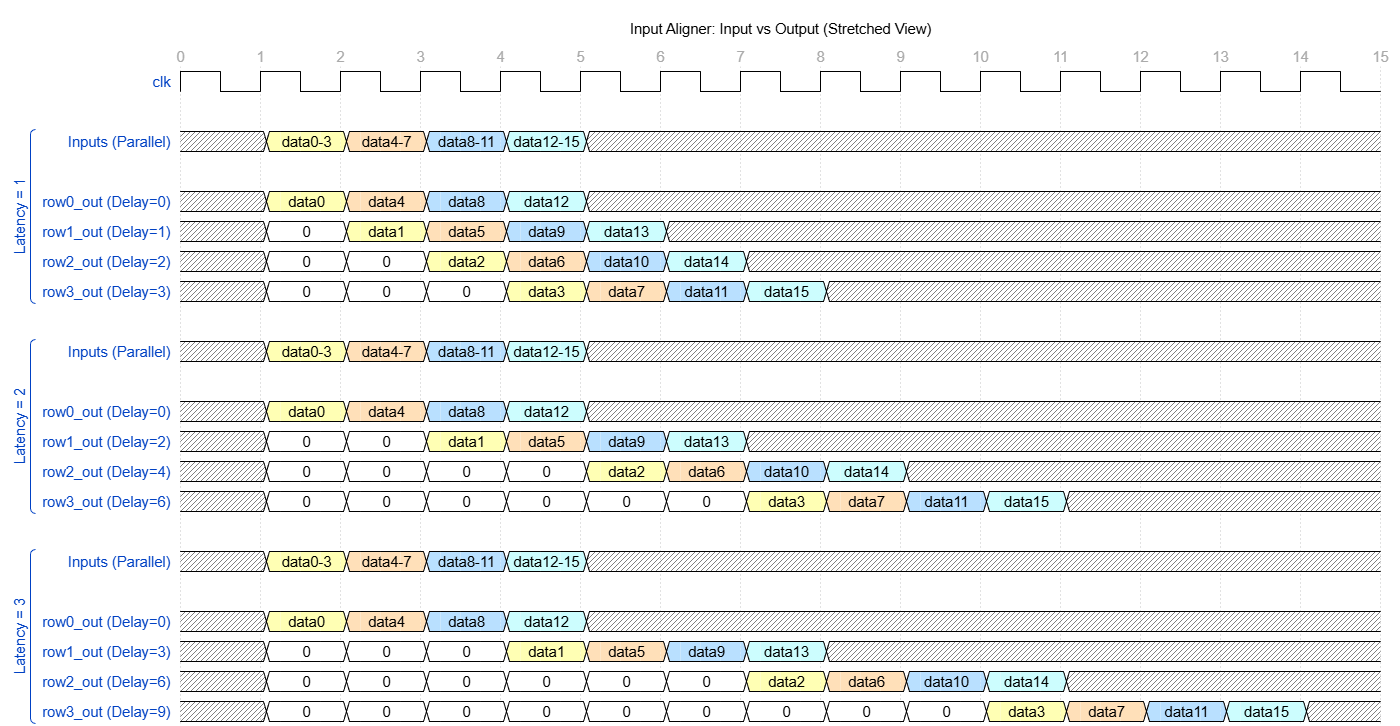 Input Aligner: Input vs Output (Stretched View)
0 1 2 3 4 5 6 7 8 9 10 11 12 13 14 15
clk
Latency = 1
Inputs (Parallel) data0-3 data4-7 data8-11 data12-15
row0_out (Delay=0) data0 data4 data8 data12
row1_out (Delay=1) 0 data1 data5 data9 data13
row2_out (Delay=2) 0 0 data2 data6 data10 data14
row3_out (Delay=3) 0 0 0 data3 data7 data11 data15
Latency = 2
Inputs (Parallel) data0-3 data4-7 data8-11 data12-15
row0_out (Delay=0) data0 data4 data8 data12
row1_out (Delay=2) 0 0 data1 data5 data9 data13
row2_out (Delay=4) 0 0 0 0 data2 data6 data10 data14
row3_out (Delay=6) 0 0 0 0 0 0 data3 data7 data11 data15
Latency = 3
Inputs (Parallel) data0-3 data4-7 data8-11 data12-15
row0_out (Delay=0) data0 data4 data8 data12
row1_out (Delay=3) 0 0 0 data1 data5 data9 data13
row2_out (Delay=6) 0 0 0 0 0 0 data2 data6 data10 data14
row3_out (Delay=9) 0 0 0 0 0 0 0 0 0 data3 data7 data11 data15